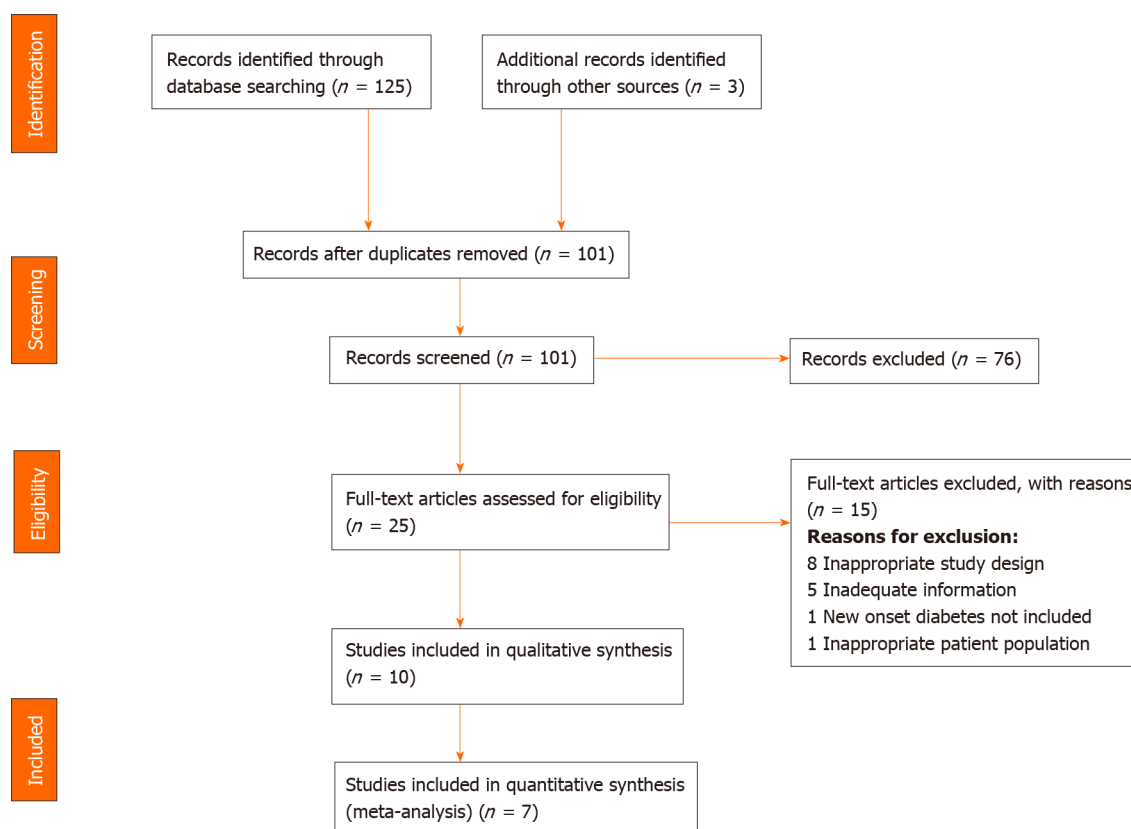 Identification
Records identified through
database searching (n = 125)
Additional records identified
through other sources (n = 3)
Records after duplicates removed (n = 101)
Screening
Records screened (n = 101)
Records excluded (n = 76)
Eligibility
Full-text articles assessed for eligibility
(n = 25)
Full-text articles excluded, with reasons
(n = 15)
Reasons for exclusion:
8 Inappropriate study design
5 Inadequate information
1 New onset diabetes not included
1 Inappropriate patient population
Studies included in qualitative synthesis
(n = 10)
Included
Studies included in quantitative synthesis
(meta-analysis) (n = 7)